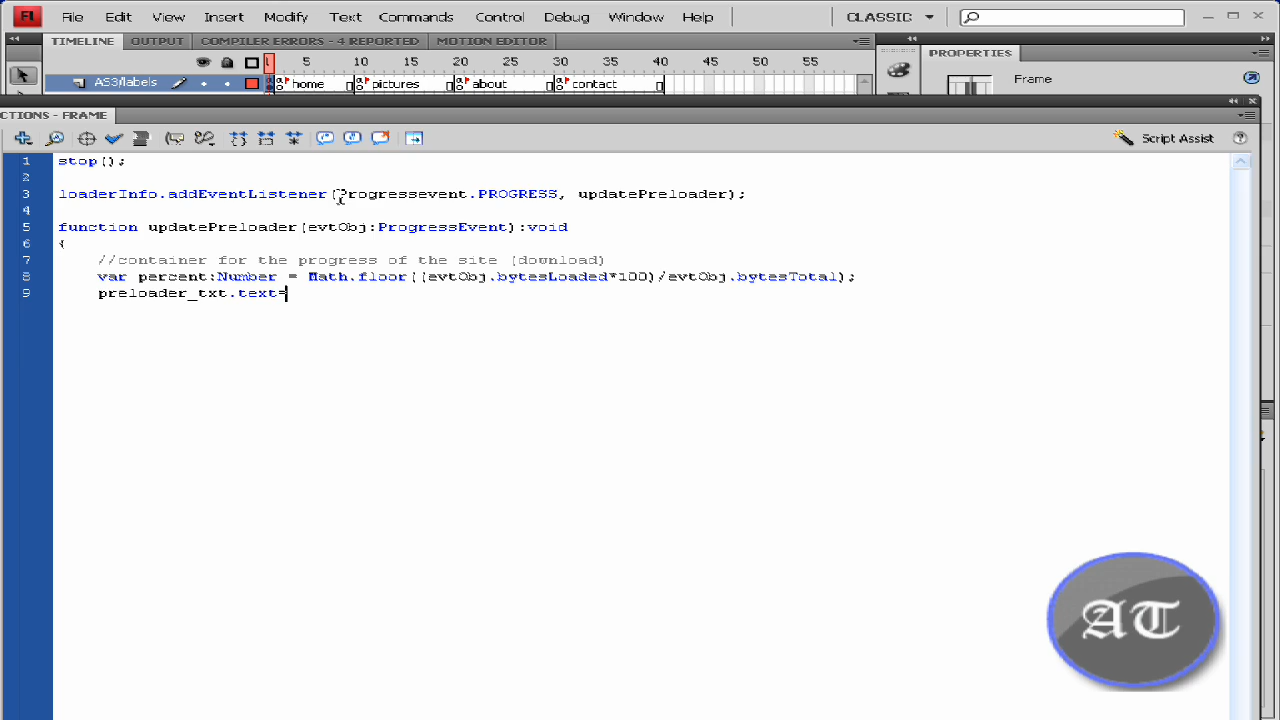 Fl File Edit View Insert Modify Text Commands Control Debug Window Help CLASSIC
TIMELINE OUTPUT COMPILER ERRORS - 4 REPORTED MOTION EDITOR
PROPERTIES
1 5 10 15 20 25 30 35 40 45 50 55
Frame
AS3/labels home pictures about contact
CTIONS - FRAME
Script Assist
1 stop();
2
3 loaderInfo.addEventListener(Progressevent.PROGRESS, updatePreloader);
4
5 function updatePreloader(evtObj:ProgressEvent):void
6 {
7 //container for the progress of the site (download)
8 var percent:Number = Math.floor((evtObj.bytesLoaded*100)/evtObj.bytesTotal);
9 preloader_txt.text=
AT